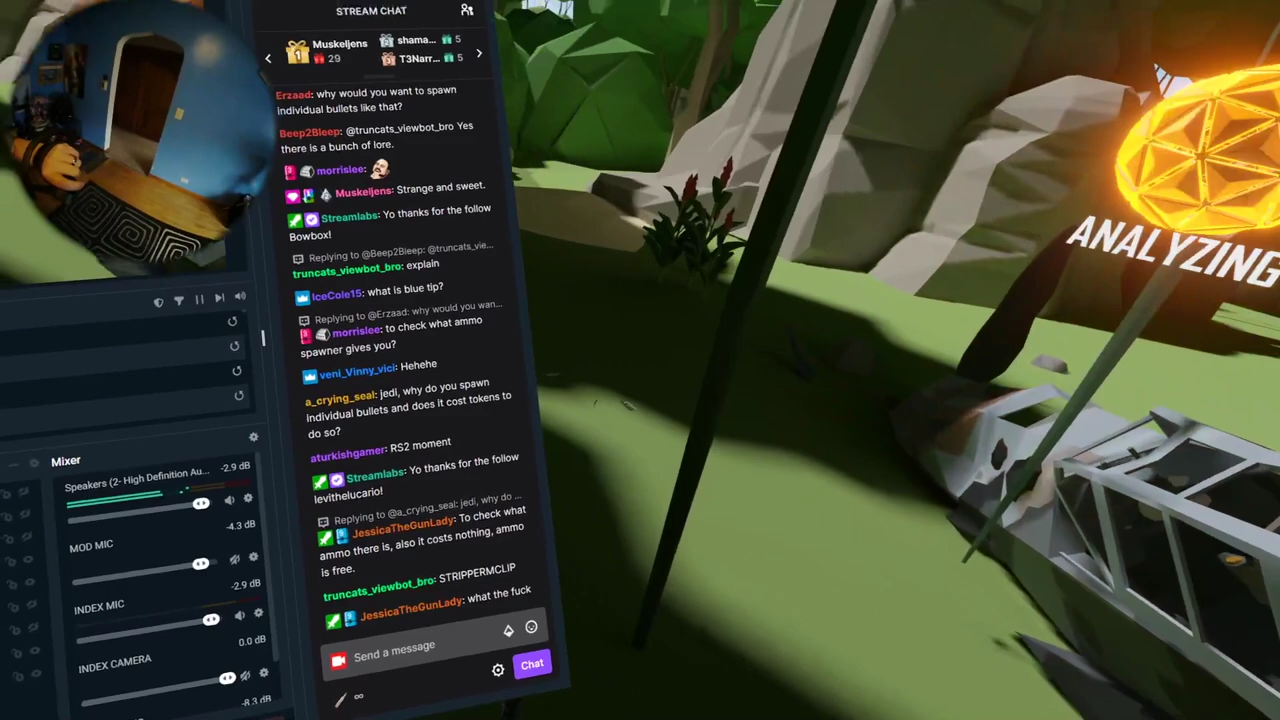 STREAM CHAT
1
Muskeljens
29
2
shama...
5
3
T3Narr...
5
Erzaad: why would you want to spawn
individual bullets like that?
Beep2Bleep: @truncats_viewbot_bro Yes
there is a bunch of lore.
morrislee:
Muskeljens: Strange and sweet.
Streamlabs: Yo thanks for the follow
Bowbox!
Replying to @Beep2Bleep: @truncats_vie...
truncats_viewbot_bro: explain
IceCole15: what is blue tip?
Replying to @Erzaad: why would you wan...
morrislee: to check what ammo
spawner gives you?
veni_Vinny_vici: Hehehe
a_crying_seal: jedi, why do you spawn
individual bullets and does it cost tokens to
do so?
aturkishgamer: RS2 moment
Streamlabs: Yo thanks for the follow
levithelucario!
Replying to @a_crying_seal: jedi, why do ...
JessicaTheGunLady: To check what
ammo there is, also it costs nothing, ammo
is free.
truncats_viewbot_bro: STRIPPERMCLIP
JessicaTheGunLady: what the fuck
Send a message
Chat
Mixer
Speakers (2- High Definition Au...
-2.9 dB
-4.3 dB
MOD MIC
-2.9 dB
INDEX MIC
0.0 dB
INDEX CAMERA
-8.3 dB
ANALYZING